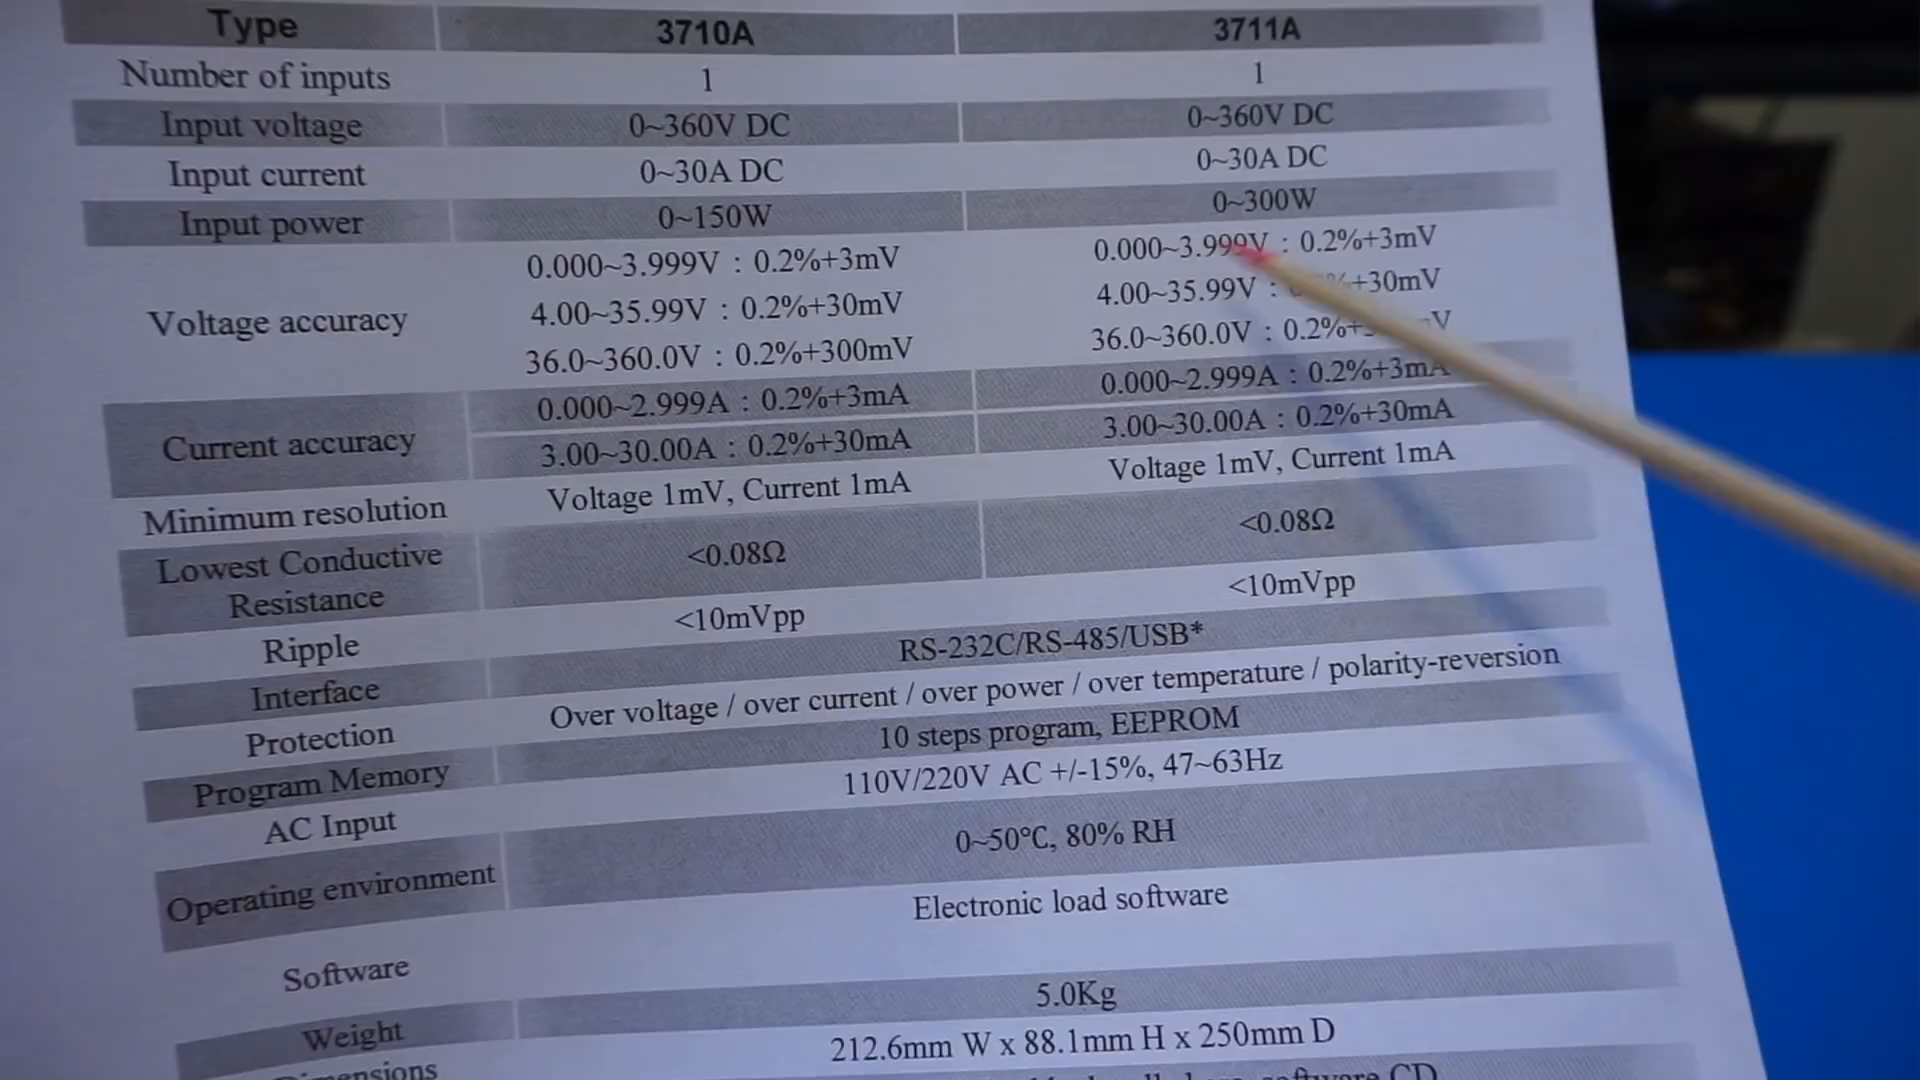 Type 3710A 3711A
Number of inputs 1 1
Input voltage 0~360V DC 0~360V DC
Input current 0~30A DC 0~30A DC
Input power 0~150W 0~300W
Voltage accuracy
0.000~3.999V : 0.2%+3mV 0.000~3.999V : 0.2%+3mV
4.00~35.99V : 0.2%+30mV 4.00~35.99V : %+30mV
36.0~360.0V : 0.2%+300mV 36.0~360.0V : 0.2%+ V
Current accuracy
0.000~2.999A : 0.2%+3mA 0.000~2.999A : 0.2%+3mA
3.00~30.00A : 0.2%+30mA 3.00~30.00A : 0.2%+30mA
Minimum resolution Voltage 1mV, Current 1mA Voltage 1mV, Current 1mA
Lowest Conductive
Resistance <0.08Ω <0.08Ω
Ripple <10mVpp <10mVpp
Interface RS-232C/RS-485/USB*
Protection Over voltage / over current / over power / over temperature / polarity-reversion
Program Memory 10 steps program, EEPROM
AC Input 110V/220V AC +/-15%, 47~63Hz
Operating environment 0~50℃, 80% RH
Software Electronic load software
Weight 5.0Kg
212.6mm W x 88.1mm H x 250mm D
software CD